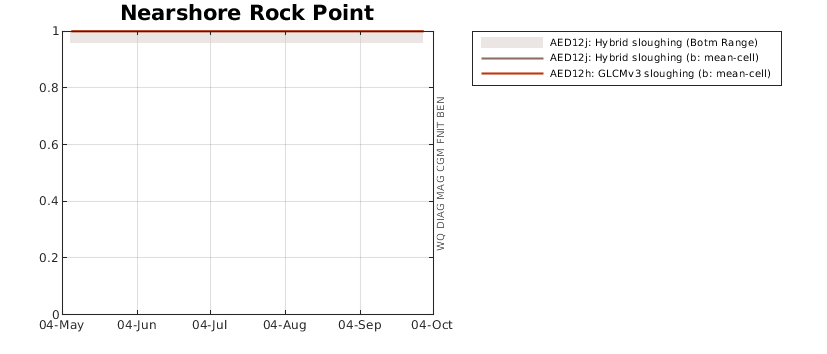 Nearshore Rock Point
1
0.8
0.6
0.4
0.2
0
04-May 04-Jun 04-Jul 04-Aug 04-Sep 04-Oct
WQ DIAG MAG CGM FNIT BEN
AED12j: Hybrid sloughing (Botm Range)
AED12j: Hybrid sloughing (b: mean-cell)
AED12h: GLCMv3 sloughing (b: mean-cell)